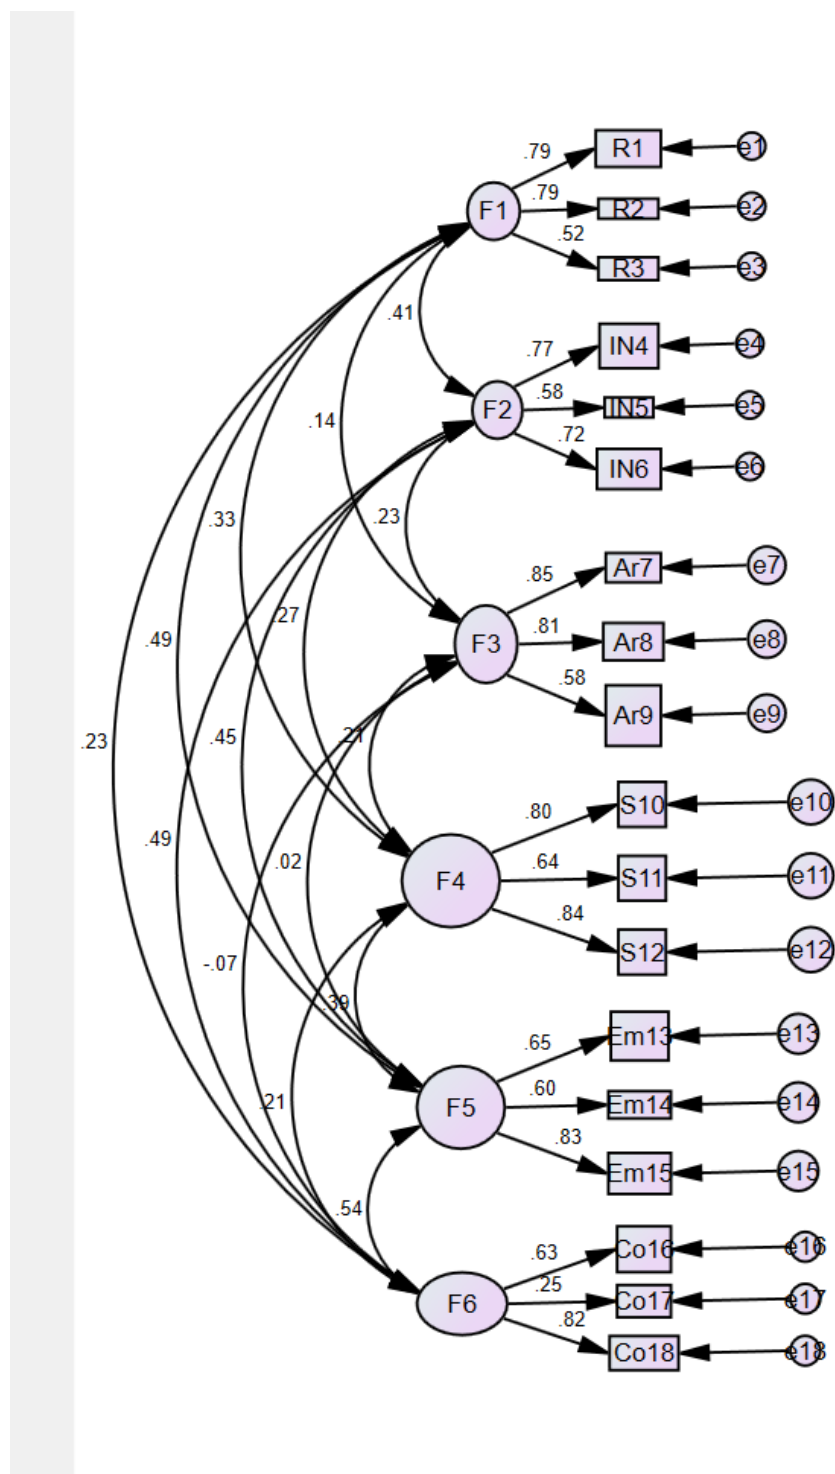 .79 R1 e1
F1 .79 R2 e2
.52 R3 e3
.41
.77 IN4 e4
F2 .58 IN5 e5
.14
.72 IN6 e6
.33 .23
.85 Ar7 e7
.27
F3 .81 Ar8 e8
.49
.58 Ar9 e9
.23 .45 .21
.80 S10 e10
.49
.02 F4 .64 S11 e11
.84 S12 e12
-.07
.39
.65 Em13 e13
.21 F5 .60 Em14 e14
.83 Em15 e15
.54
.63 Co16 e16
F6 .25 Co17 e17
.82 Co18 e18